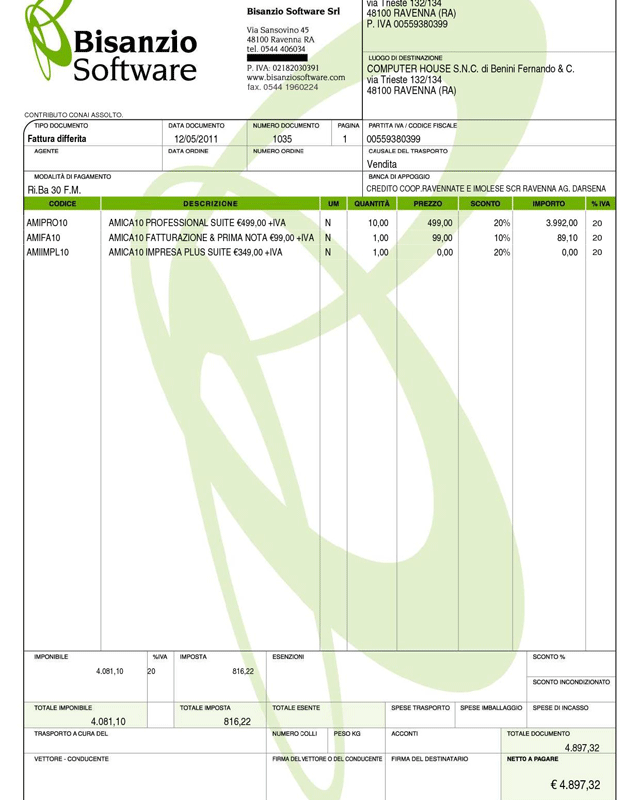 Bisanzio Software Srl
via Trieste 132/134
48100 RAVENNA (RA)
P. IVA 00559380399
Bisanzio
Software
Via Sansovino 45
48100 Ravenna RA
tel. 0544 406034
P. IVA: 02182030391
www.bisanziosoftware.com
fax. 0544 1960224
LUOGO DI DESTINAZIONE
COMPUTER HOUSE S.N.C. di Benini Fernando & C.
via Trieste 132/134
48100 RAVENNA (RA)
CONTRIBUTO CONAI ASSOLTO.
TIPO DOCUMENTO DATA DOCUMENTO NUMERO DOCUMENTO PAGINA PARTITA IVA / CODICE FISCALE
Fattura differita 12/05/2011 1035 1 00559380399
AGENTE DATA ORDINE NUMERO ORDINE CAUSALE DEL TRASPORTO
Vendita
MODALITÀ DI PAGAMENTO BANCA DI APPOGGIO
Ri.Ba 30 F.M. CREDITO COOP.RAVENNATE E IMOLESE SCR RAVENNA AG. DARSENA
CODICE DESCRIZIONE UM QUANTITÀ PREZZO SCONTO IMPORTO % IVA
AMIPRO10 AMICA10 PROFESSIONAL SUITE €499,00 +IVA N 10,00 499,00 20% 3.992,00 20
AMIFA10 AMICA10 FATTURAZIONE & PRIMA NOTA €99,00 +IVA N 1,00 99,00 10% 89,10 20
AMIIMPL10 AMICA10 IMPRESA PLUS SUITE €349,00 +IVA N 1,00 0,00 20% 0,00 20
IMPONIBILE %IVA IMPOSTA ESENZIONI SCONTO %
4.081,10 20 816,22
SCONTO INCONDIZIONATO
TOTALE IMPONIBILE TOTALE IMPOSTA TOTALE ESENTE SPESE TRASPORTO SPESE IMBALLAGGIO SPESE DI INCASSO
4.081,10 816,22
TRASPORTO A CURA DEL NUMERO COLLI PESO KG ACCONTI TOTALE DOCUMENTO
4.897,32
VETTORE - CONDUCENTE FIRMA DEL VETTORE O DEL CONDUCENTE FIRMA DEL DESTINATARIO NETTO A PAGARE
€ 4.897,32